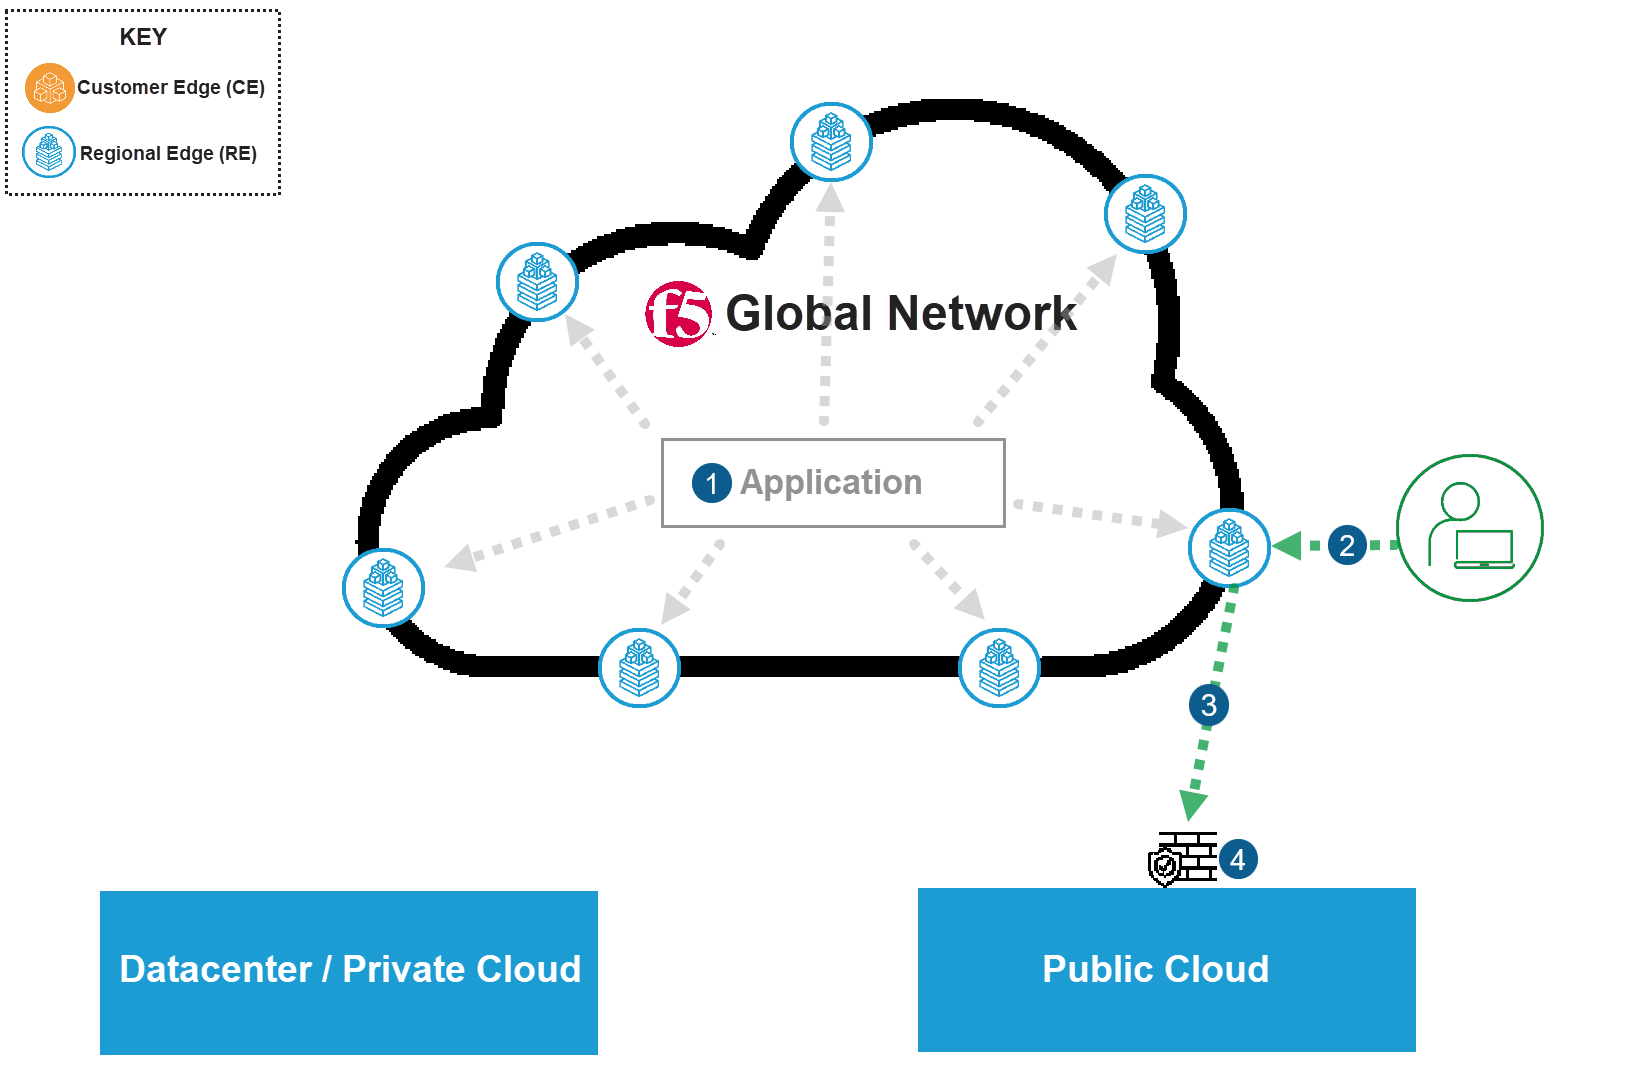 KEY
Customer Edge (CE)
Regional Edge (RE)
f5 Global Network
1 Application
2
3
4
Datacenter / Private Cloud
Public Cloud